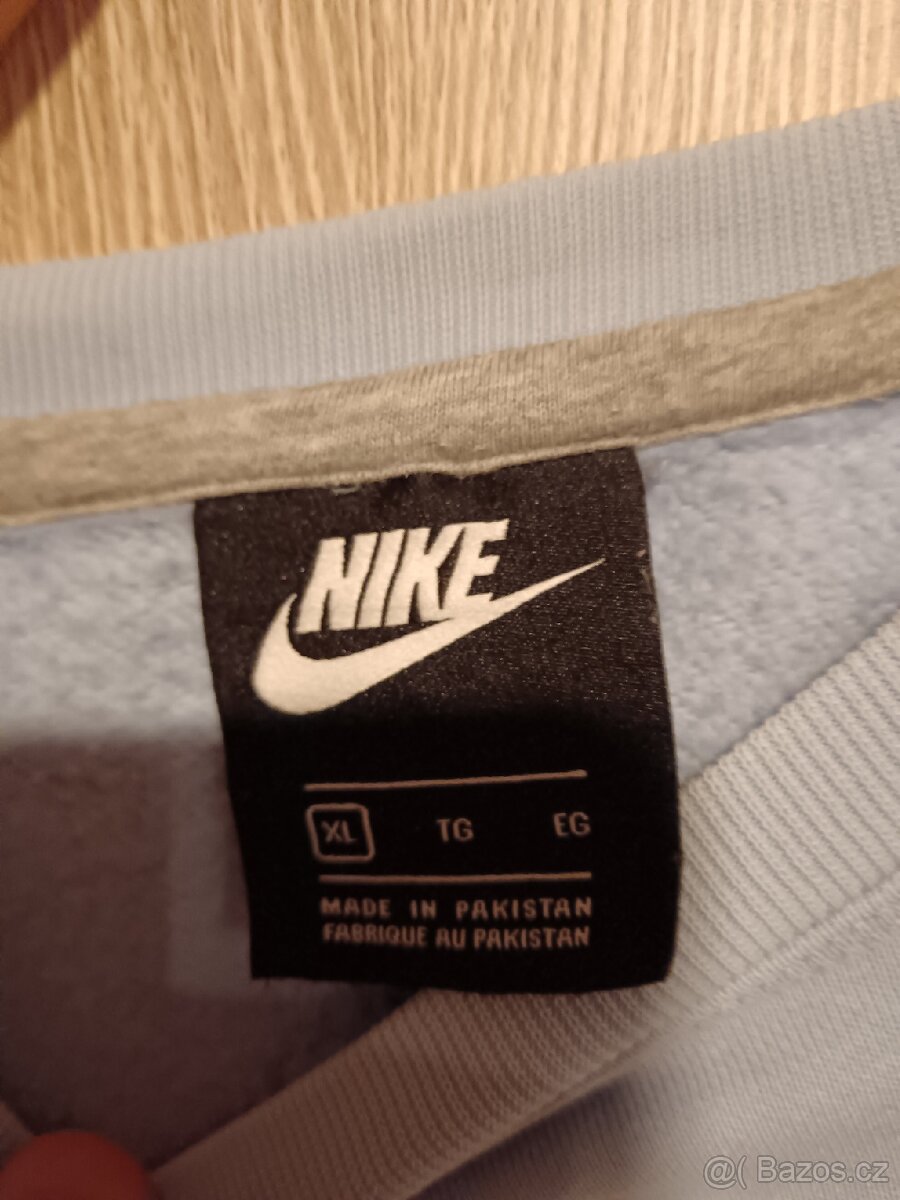 NIKE
XL TG EG
MADE IN PAKISTAN
FABRIQUE AU PAKISTAN
@( Bazos.cz